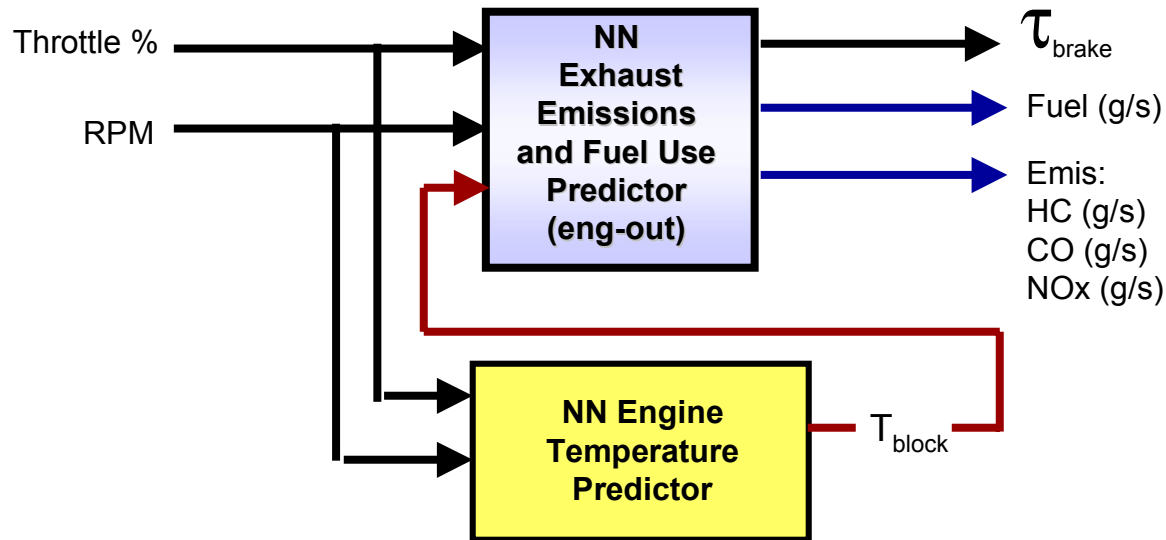 Throttle %
RPM
NN
Exhaust
Emissions
and Fuel Use
Predictor
(eng-out)
τbrake
Fuel (g/s)
Emis:
HC (g/s)
CO (g/s)
NOx (g/s)
NN Engine
Temperature
Predictor
Tblock